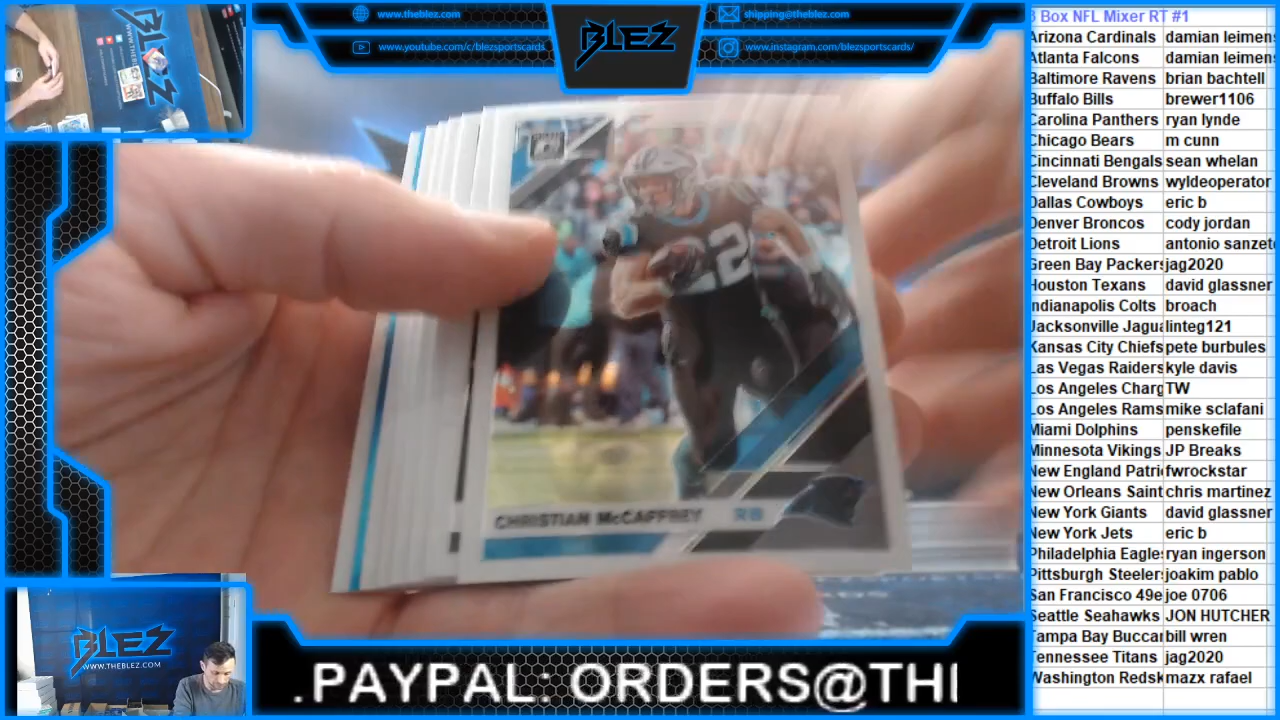 www.theblez.com
shipping@theblez.com
www.youtube.com/c/blezsportscards
www.instagram.com/blezsportscards/
BLEZ
22
CHRISTIAN McCAFFREY RB
BLEZ
BLEZ
WWW.THEBLEZ.COM
.PAYPAL: ORDERS@THI
3 Box NFL Mixer RT #1
Arizona Cardinals damian leimens
Atlanta Falcons damian leimens
Baltimore Ravens brian bachtell
Buffalo Bills brewer1106
Carolina Panthers ryan lynde
Chicago Bears m cunn
Cincinnati Bengals sean whelan
Cleveland Browns wyldeoperator
Dallas Cowboys eric b
Denver Broncos cody jordan
Detroit Lions antonio sanzet
Green Bay Packers jag2020
Houston Texans david glassner
Indianapolis Colts broach
Jacksonville Jagua linteg121
Kansas City Chiefs pete burbules
Las Vegas Raiders kyle davis
Los Angeles Charg TW
Los Angeles Rams mike sclafani
Miami Dolphins penskefile
Minnesota Vikings JP Breaks
New England Patri fwrockstar
New Orleans Saint chris martinez
New York Giants david glassner
New York Jets eric b
Philadelphia Eagle ryan ingerson
Pittsburgh Steeler joakim pablo
San Francisco 49e joe 0706
Seattle Seahawks JON HUTCHER
Tampa Bay Buccar bill wren
Tennessee Titans jag2020
Washington Redsk mazx rafael